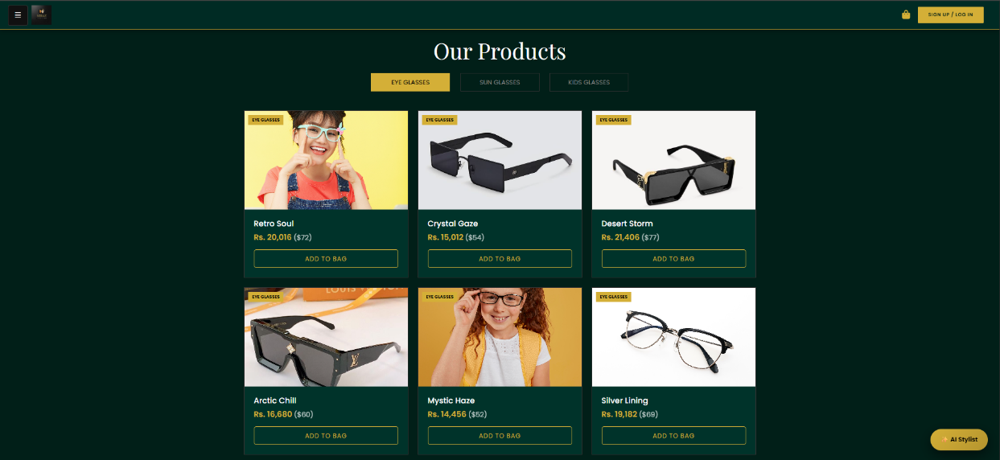 SIGN UP / LOG IN
Our Products
EYE GLASSES
SUN GLASSES
KIDS GLASSES
EYE GLASSES
EYE GLASSES
EYE GLASSES
Retro Soul
Rs. 20,016 ($72)
ADD TO BAG
Crystal Gaze
Rs. 15,012 ($54)
ADD TO BAG
Desert Storm
Rs. 21,406 ($77)
ADD TO BAG
EYE GLASSES
EYE GLASSES
EYE GLASSES
Arctic Chill
Rs. 16,680 ($60)
ADD TO BAG
Mystic Haze
Rs. 14,456 ($52)
ADD TO BAG
Silver Lining
Rs. 19,182 ($69)
ADD TO BAG
AI Stylist